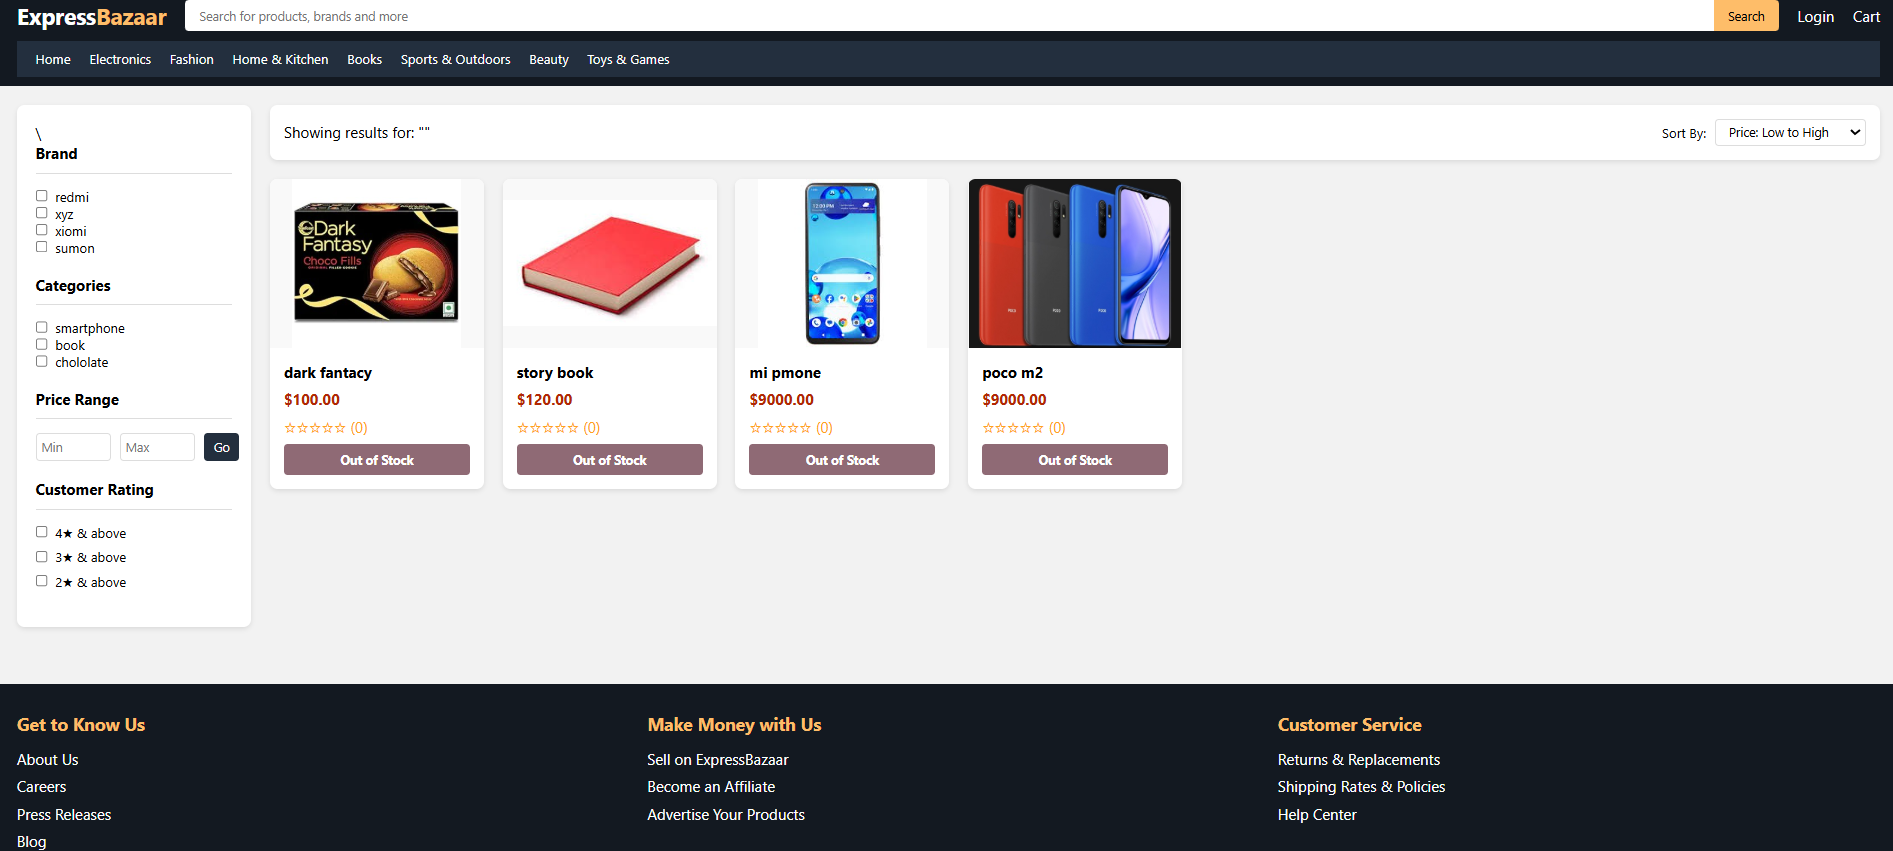 ExpressBazaar
Search for products, brands and more
Search
Login
Cart
Home
Electronics
Fashion
Home & Kitchen
Books
Sports & Outdoors
Beauty
Toys & Games
\
Brand
redmi
xyz
xiomi
sumon
Categories
smartphone
book
chololate
Price Range
Min
Max
Go
Customer Rating
4★ & above
3★ & above
2★ & above
Showing results for: ""
Sort By:
Price: Low to High
Dark
Fantasy
Choco Fills
dark fantacy
$100.00
☆☆☆☆☆ (0)
Out of Stock
story book
$120.00
☆☆☆☆☆ (0)
Out of Stock
12:00 PM
mi pmone
$9000.00
☆☆☆☆☆ (0)
Out of Stock
POCO
POCO
POCO
poco m2
$9000.00
☆☆☆☆☆ (0)
Out of Stock
Get to Know Us
About Us
Careers
Press Releases
Blog
Make Money with Us
Sell on ExpressBazaar
Become an Affiliate
Advertise Your Products
Customer Service
Returns & Replacements
Shipping Rates & Policies
Help Center